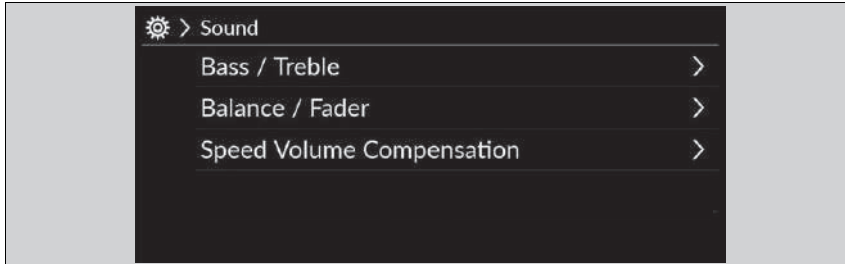 Sound
Bass / Treble
Balance / Fader
Speed Volume Compensation